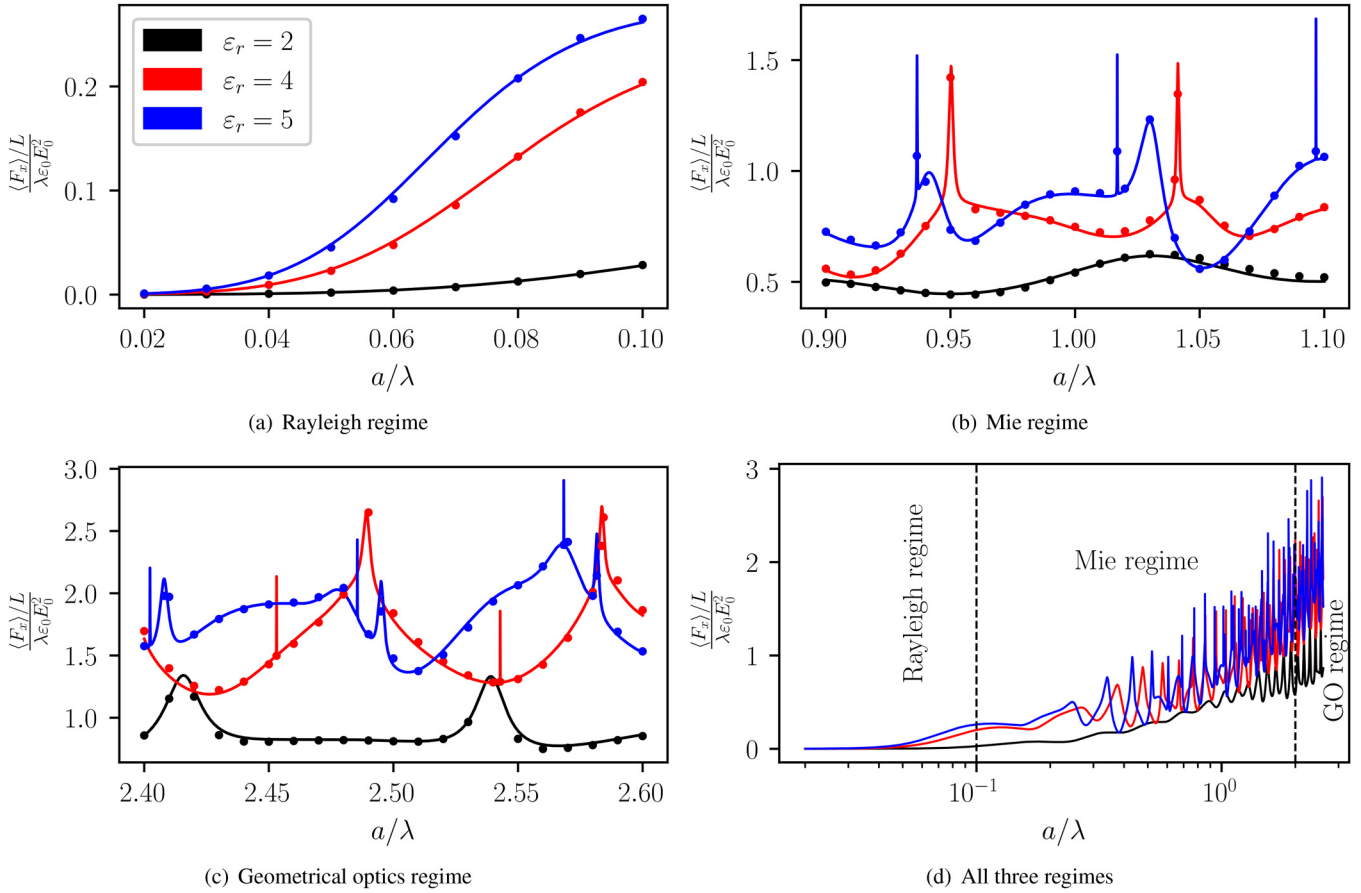 0.2
0.1
0.0
⟨F_x⟩/L
λε_0E_0^2
ε_r = 2
ε_r = 4
ε_r = 5
0.02
0.04
0.06
0.08
0.10
a/λ
(a) Rayleigh regime
1.5
1.0
0.5
⟨F_x⟩/L
λε_0E_0^2
0.90
0.95
1.00
1.05
1.10
a/λ
(b) Mie regime
3.0
2.5
2.0
1.5
1.0
⟨F_x⟩/L
λε_0E_0^2
2.40
2.45
2.50
2.55
2.60
a/λ
(c) Geometrical optics regime
3
2
1
0
⟨F_x⟩/L
λε_0E_0^2
Rayleigh regime
Mie regime
GO regime
10^{-1}
10^0
a/λ
(d) All three regimes